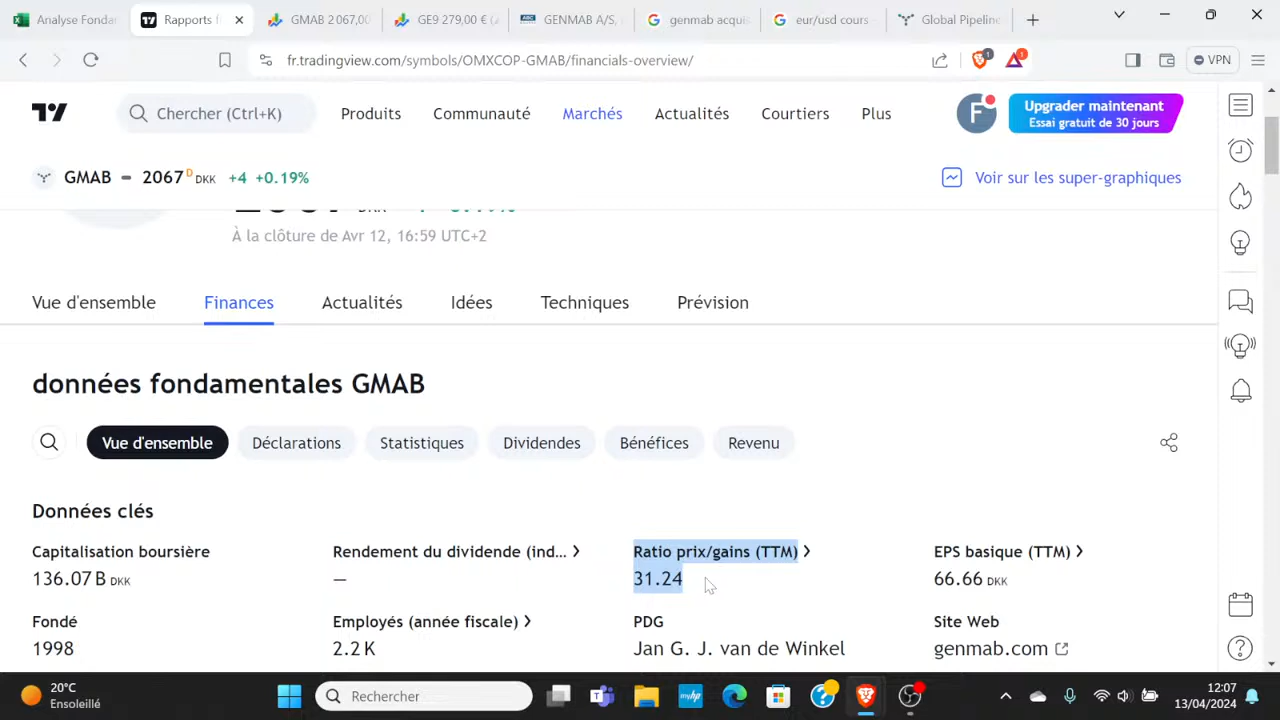 Analyse Fondar
Rapports f
GMAB 2 067,00
GE9 279,00 € (
GENMAB A/S,
genmab acquis
eur/usd cours
Global Pipeline
fr.tradingview.com/symbols/OMXCOP-GMAB/financials-overview/
1
1
VPN
Chercher (Ctrl+K)
Produits
Communauté
Marchés
Actualités
Courtiers
Plus
F
Upgrader maintenant
Essai gratuit de 30 jours
GMAB
2067 D DKK +4 +0.19%
Voir sur les super-graphiques
À la clôture de Avr 12, 16:59 UTC+2
Vue d'ensemble
Finances
Actualités
Idées
Techniques
Prévision
données fondamentales GMAB
Vue d'ensemble
Déclarations
Statistiques
Dividendes
Bénéfices
Revenu
Données clés
Capitalisation boursière
136.07 B DKK
Rendement du dividende (ind...
—
Ratio prix/gains (TTM)
31.24
EPS basique (TTM)
66.66 DKK
Fondé
1998
Employés (année fiscale)
2.2 K
PDG
Jan G. J. van de Winkel
Site Web
genmab.com
20°C
Ensoleillé
Rechercher
12:07
13/04/2024